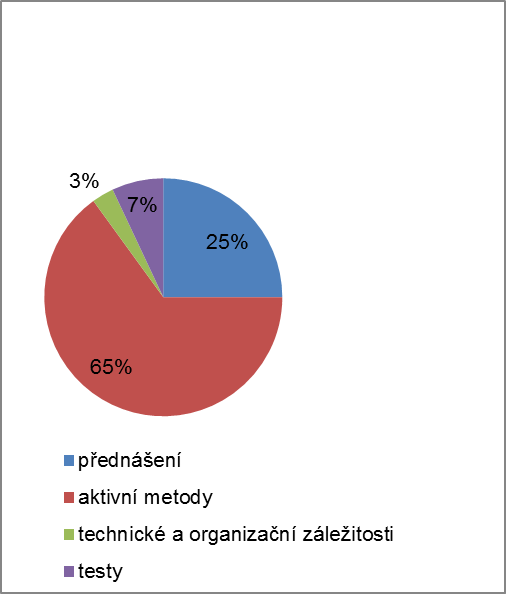 3%
7%
25%
65%
přednášení
aktivní metody
technické a organizační záležitosti
testy